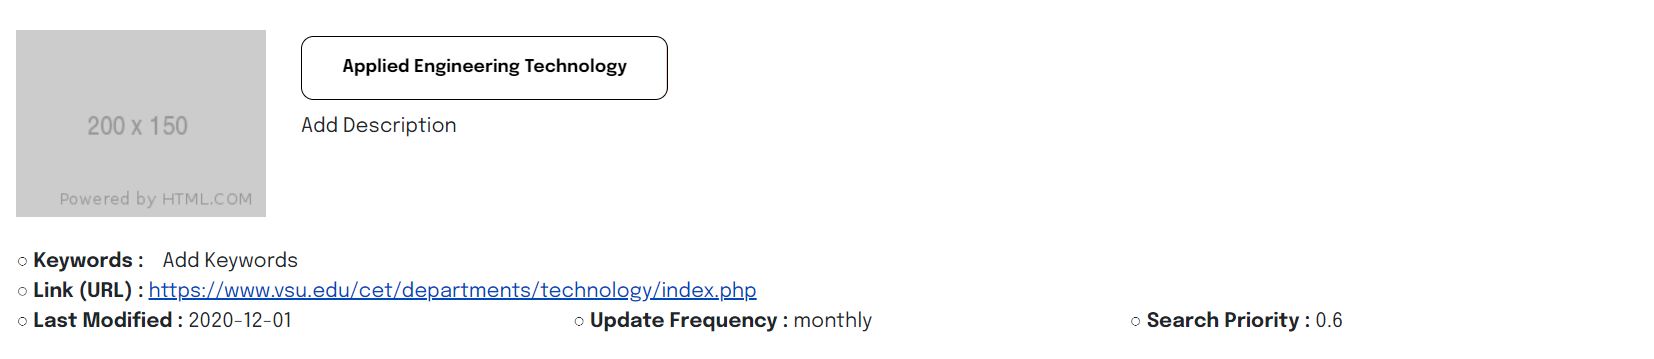 200 x 150
Powered by HTML.COM
Applied Engineering Technology
Add Description
Keywords : Add Keywords
Link (URL) : https://www.vsu.edu/cet/departments/technology/index.php
Last Modified : 2020-12-01 Update Frequency : monthly Search Priority : 0.6